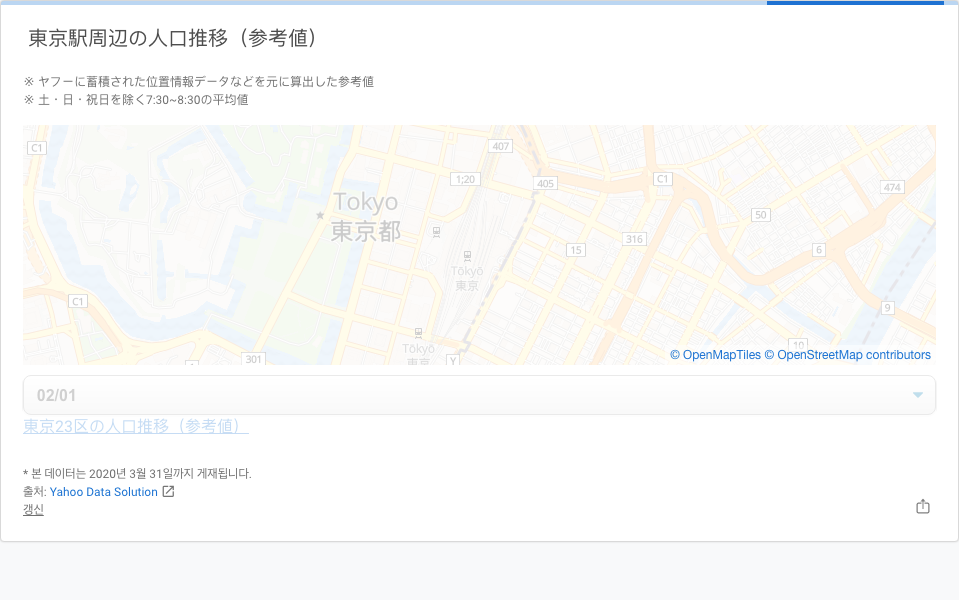 東京駅周辺の人口推移（参考値）
※ ヤフーに蓄積された位置情報データなどを元に算出した参考値
※ 土・日・祝日を除く7:30~8:30の平均値
407
C1
1;20
405
C1
474
Tokyo
東京都
50
316
15
6
Tōkyō
東京
C1
9
10
Tōkyō
東京
301
Y
© OpenMapTiles © OpenStreetMap contributors
02/01
東京23区の人口推移（参考値）
* 본 데이터는 2020년 3월 31일까지 게재됩니다.
출처: Yahoo Data Solution
갱신